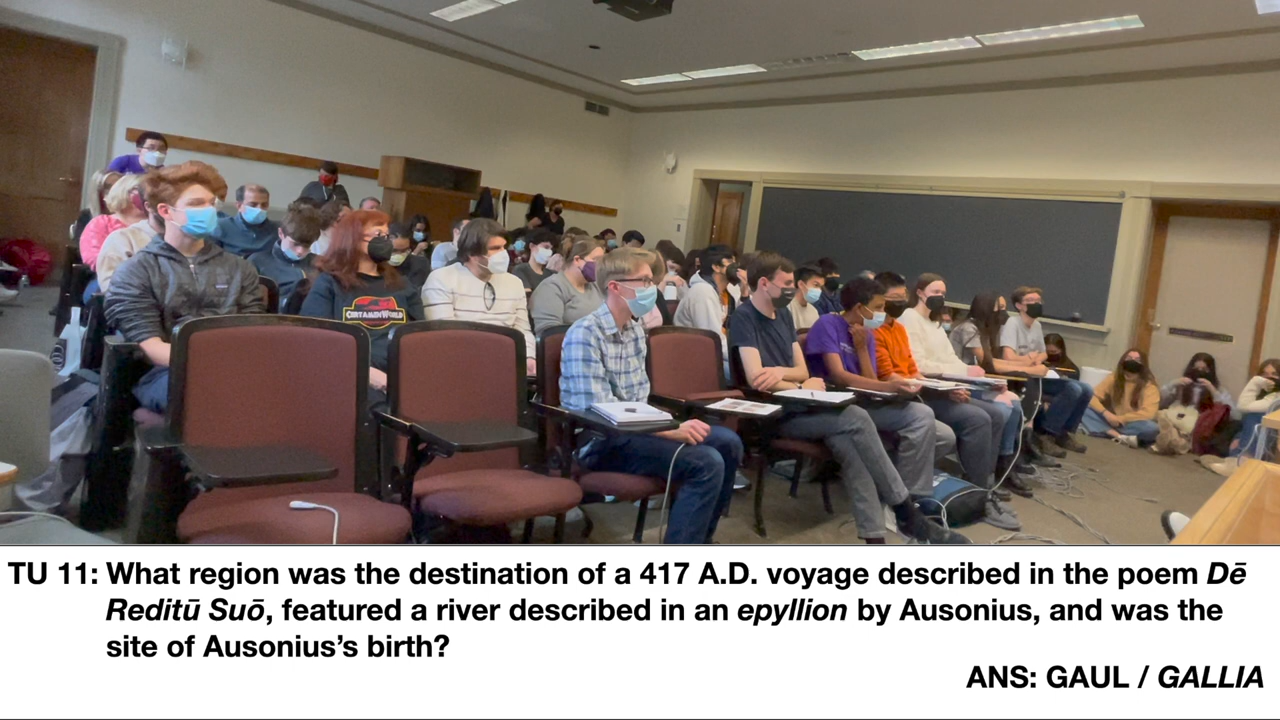 CERTAMENWORLD
TU 11: What region was the destination of a 417 A.D. voyage described in the poem Dē
Reditū Suō, featured a river described in an epyllion by Ausonius, and was the
site of Ausonius’s birth?
ANS: GAUL / GALLIA